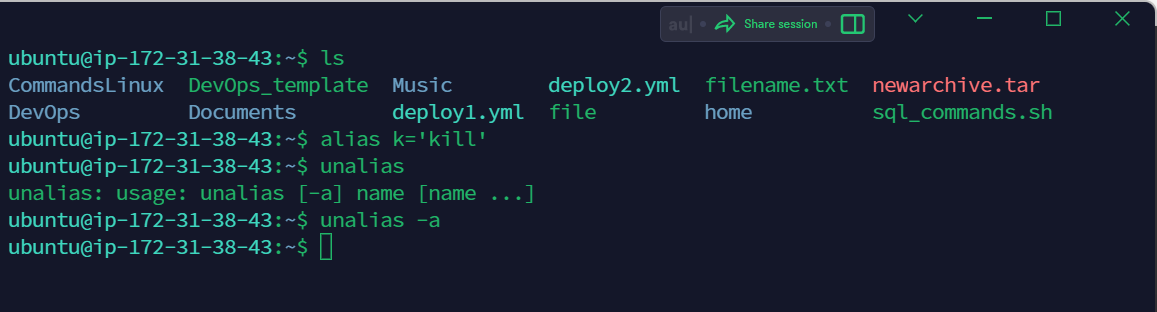 au| Share session
ubuntu@ip-172-31-38-43:~$ ls
CommandsLinux DevOps_template Music deploy2.yml filename.txt newarchive.tar
DevOps Documents deploy1.yml file home sql_commands.sh
ubuntu@ip-172-31-38-43:~$ alias k='kill'
ubuntu@ip-172-31-38-43:~$ unalias
unalias: usage: unalias [-a] name [name ...]
ubuntu@ip-172-31-38-43:~$ unalias -a
ubuntu@ip-172-31-38-43:~$